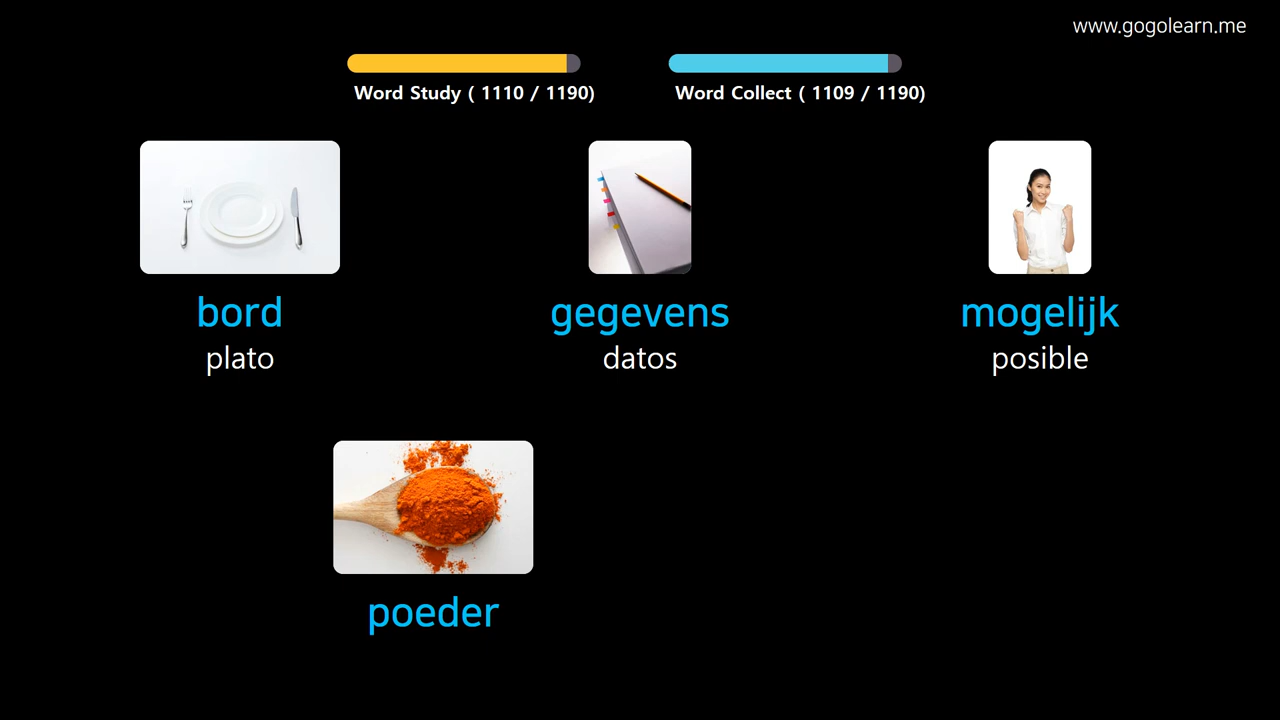 www.gogolearn.me
Word Study ( 1110 / 1190)
Word Collect ( 1109 / 1190)
bord
plato
gegevens
datos
mogelijk
posible
poeder